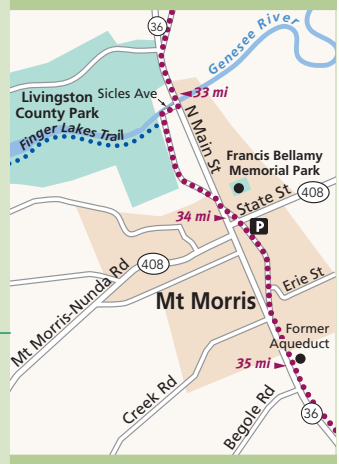 36
Genesee River
Livingston
County Park
Sicles Ave
33 mi
Finger Lakes Trail
N Main St
Francis Bellamy
Memorial Park
State St
408
34 mi
P
408
Mt Morris-Nunda Rd
Mt Morris
Erie St
Former
Aqueduct
35 mi
Creek Rd
Begole Rd
36